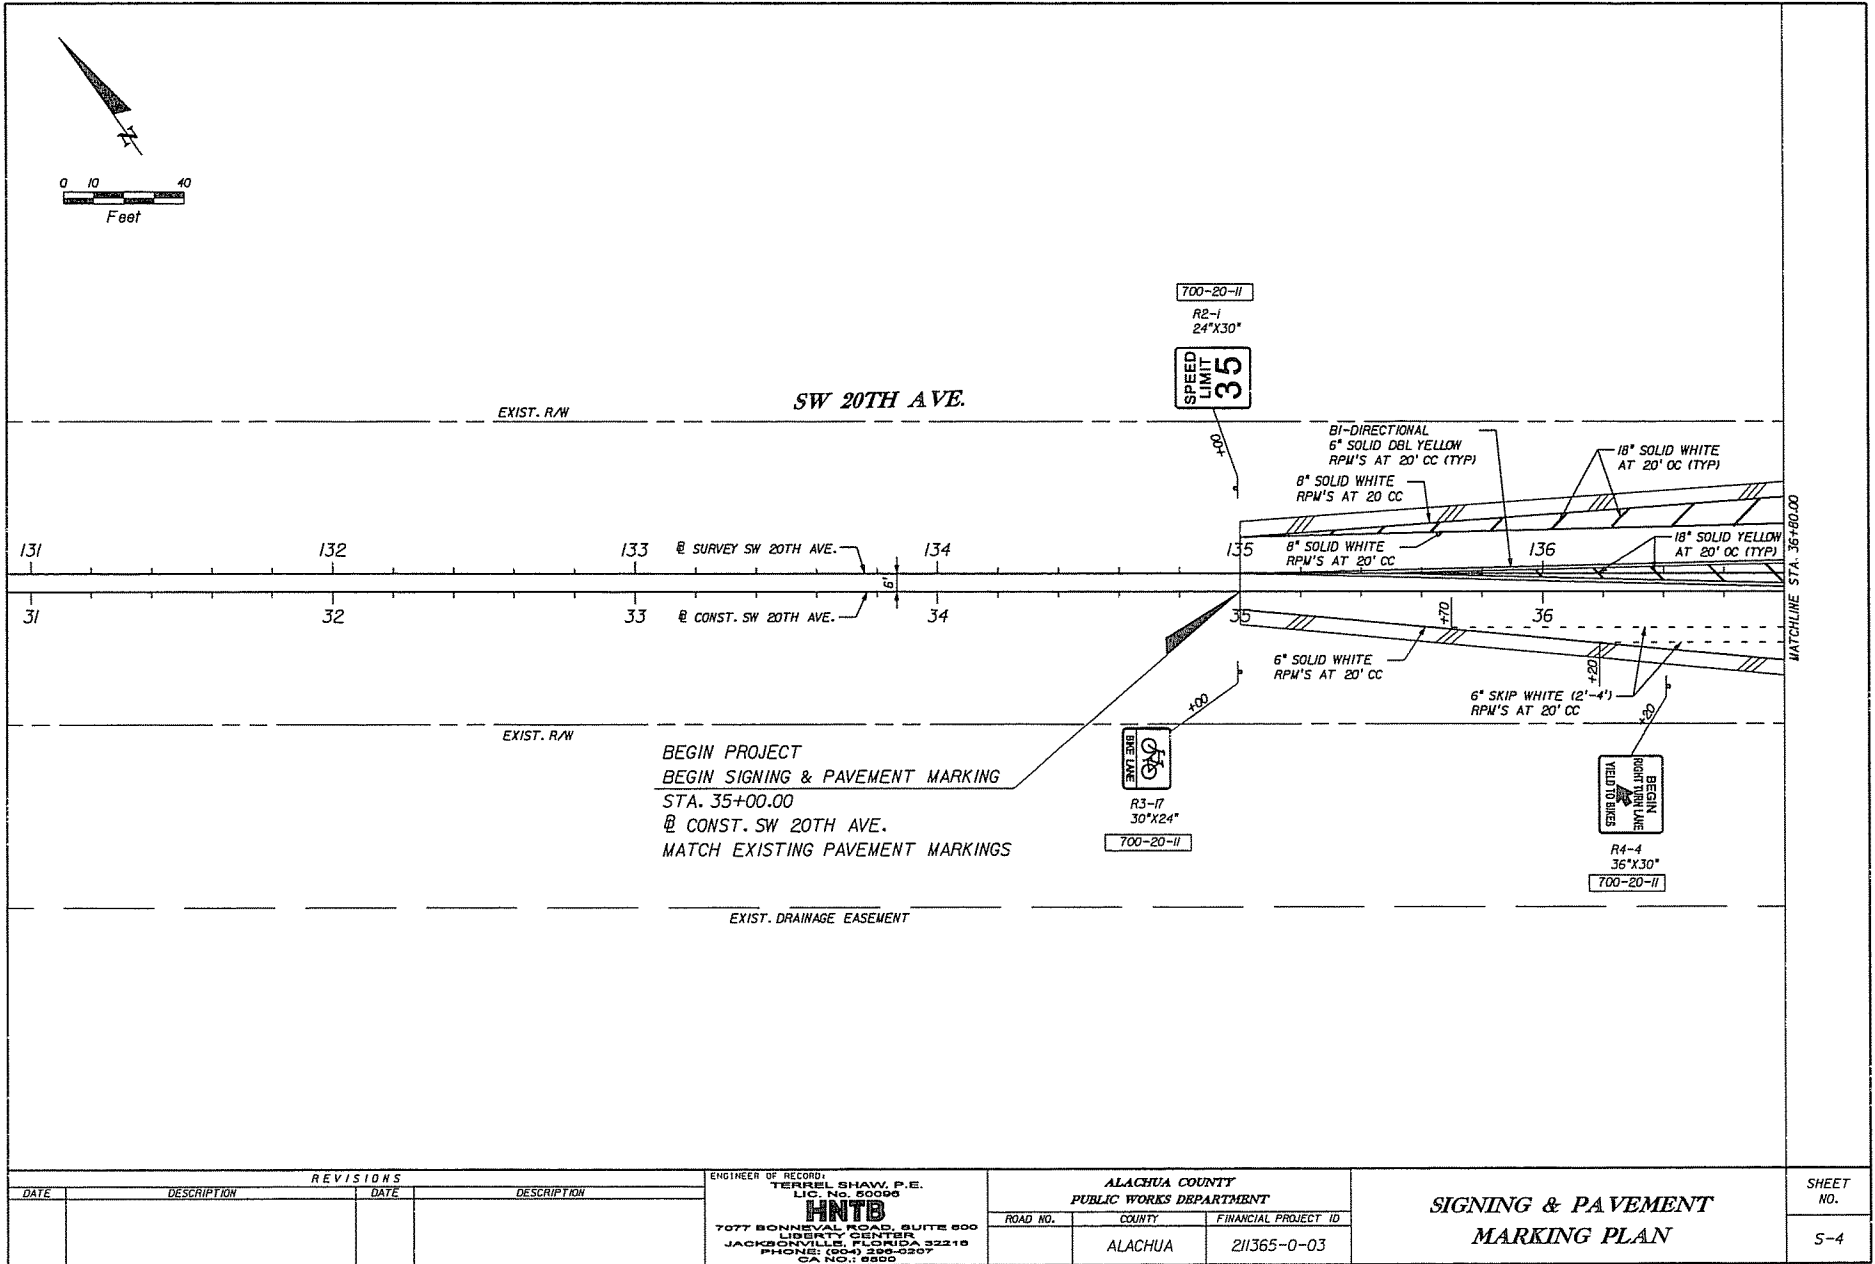 N
0 10 40
Feet
700-20-11
R2-1
24"X30"
SPEED
LIMIT
35
+00
SW 20TH AVE.
EXIST. R/W
BI-DIRECTIONAL
6" SOLID DBL YELLOW
RPM'S AT 20' CC (TYP)
18" SOLID WHITE
AT 20' OC (TYP)
8" SOLID WHITE
RPM'S AT 20 CC
131 132 133 134 135 136
℄ SURVEY SW 20TH AVE.
8" SOLID WHITE
RPM'S AT 20' CC
18" SOLID YELLOW
AT 20' OC (TYP)
MATCHLINE STA. 36+80.00
6'
31 32 33 34 35 36
℄ CONST. SW 20TH AVE.
+70
6" SOLID WHITE
RPM'S AT 20' CC
+20
6" SKIP WHITE (2'-4')
RPM'S AT 20' CC
+00
+20
EXIST. R/W
BEGIN PROJECT
BEGIN SIGNING & PAVEMENT MARKING
STA. 35+00.00
℄ CONST. SW 20TH AVE.
MATCH EXISTING PAVEMENT MARKINGS
BIKE LANE
R3-17
30"X24"
700-20-11
BEGIN
RIGHT TURN LANE
YIELD TO BIKES
R4-4
36"X30"
700-20-11
EXIST. DRAINAGE EASEMENT
REVISIONS
DATE DESCRIPTION DATE DESCRIPTION
ENGINEER OF RECORD:
TERREL SHAW, P.E.
LIC. No. 50096
HNTB
7077 BONNEVAL ROAD, SUITE 600
LIBERTY CENTER
JACKSONVILLE, FLORIDA 32216
PHONE: (904) 296-0207
CA NO.: 6500
ALACHUA COUNTY
PUBLIC WORKS DEPARTMENT
ROAD NO. COUNTY FINANCIAL PROJECT ID
ALACHUA 211365-0-03
SIGNING & PAVEMENT
MARKING PLAN
SHEET
NO.
S-4